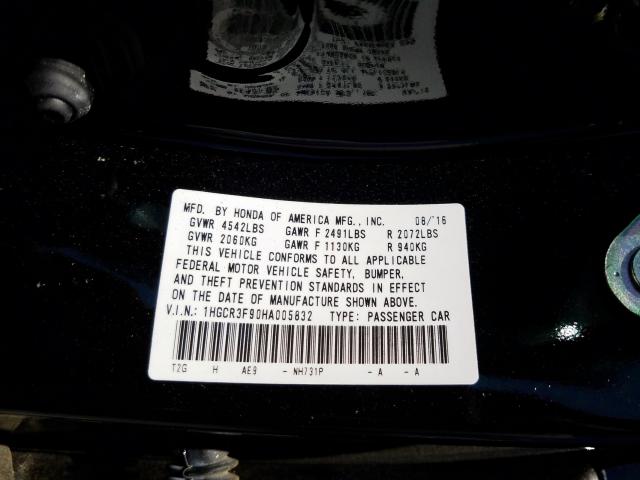 MFD. BY HONDA OF AMERICA MFG., INC. 08/'16
GVWR 4542LBS GAWR F 2491LBS R 2072LBS
GVWR 2060KG GAWR F 1130KG R 940KG
THIS VEHICLE CONFORMS TO ALL APPLICABLE
FEDERAL MOTOR VEHICLE SAFETY, BUMPER,
AND THEFT PREVENTION STANDARDS IN EFFECT
ON THE DATE OF MANUFACTURE SHOWN ABOVE.
V.I.N.: 1HGCR3F90HA005832 TYPE: PASSENGER CAR
T2G H AE9 - NH731P - A - A